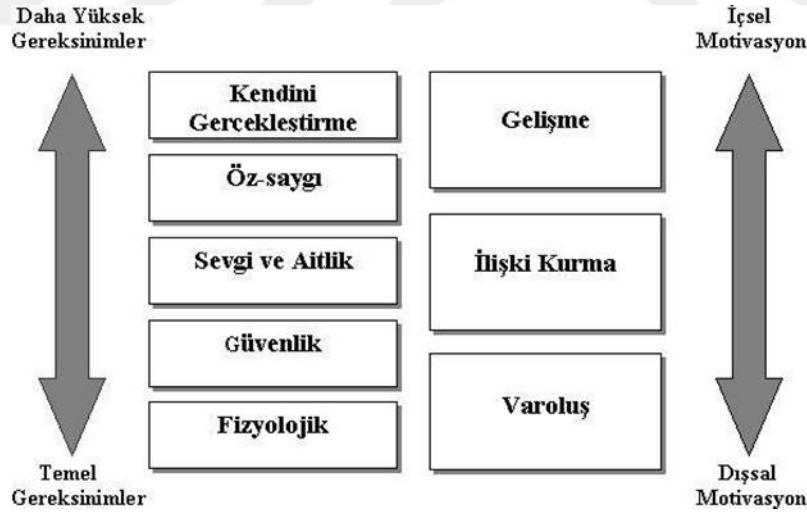 Daha Yüksek
Gereksinimler
İçsel
Motivasyon
Kendini
Gerçekleştirme
Öz-saygı
Sevgi ve Aitlik
Güvenlik
Fizyolojik
Gelişme
İlişki Kurma
Varoluş
Temel
Gereksinimler
Dışsal
Motivasyon